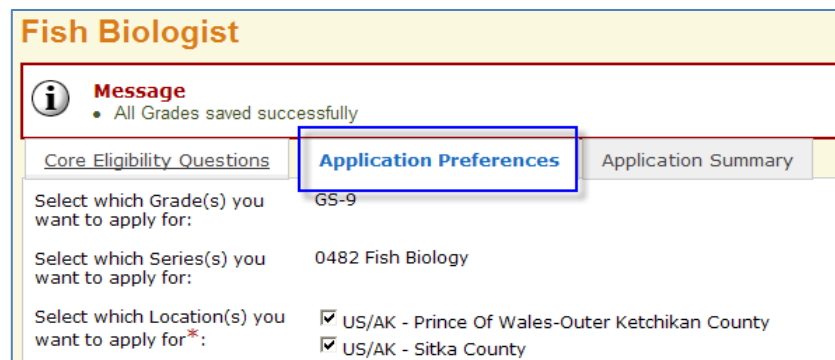 Fish Biologist
Message
• All Grades saved successfully
Core Eligibility Questions Application Preferences Application Summary
Select which Grade(s) you GS-9
want to apply for:
Select which Series(s) you 0482 Fish Biology
want to apply for:
Select which Location(s) you US/AK - Prince Of Wales-Outer Ketchikan County
want to apply for*: US/AK - Sitka County